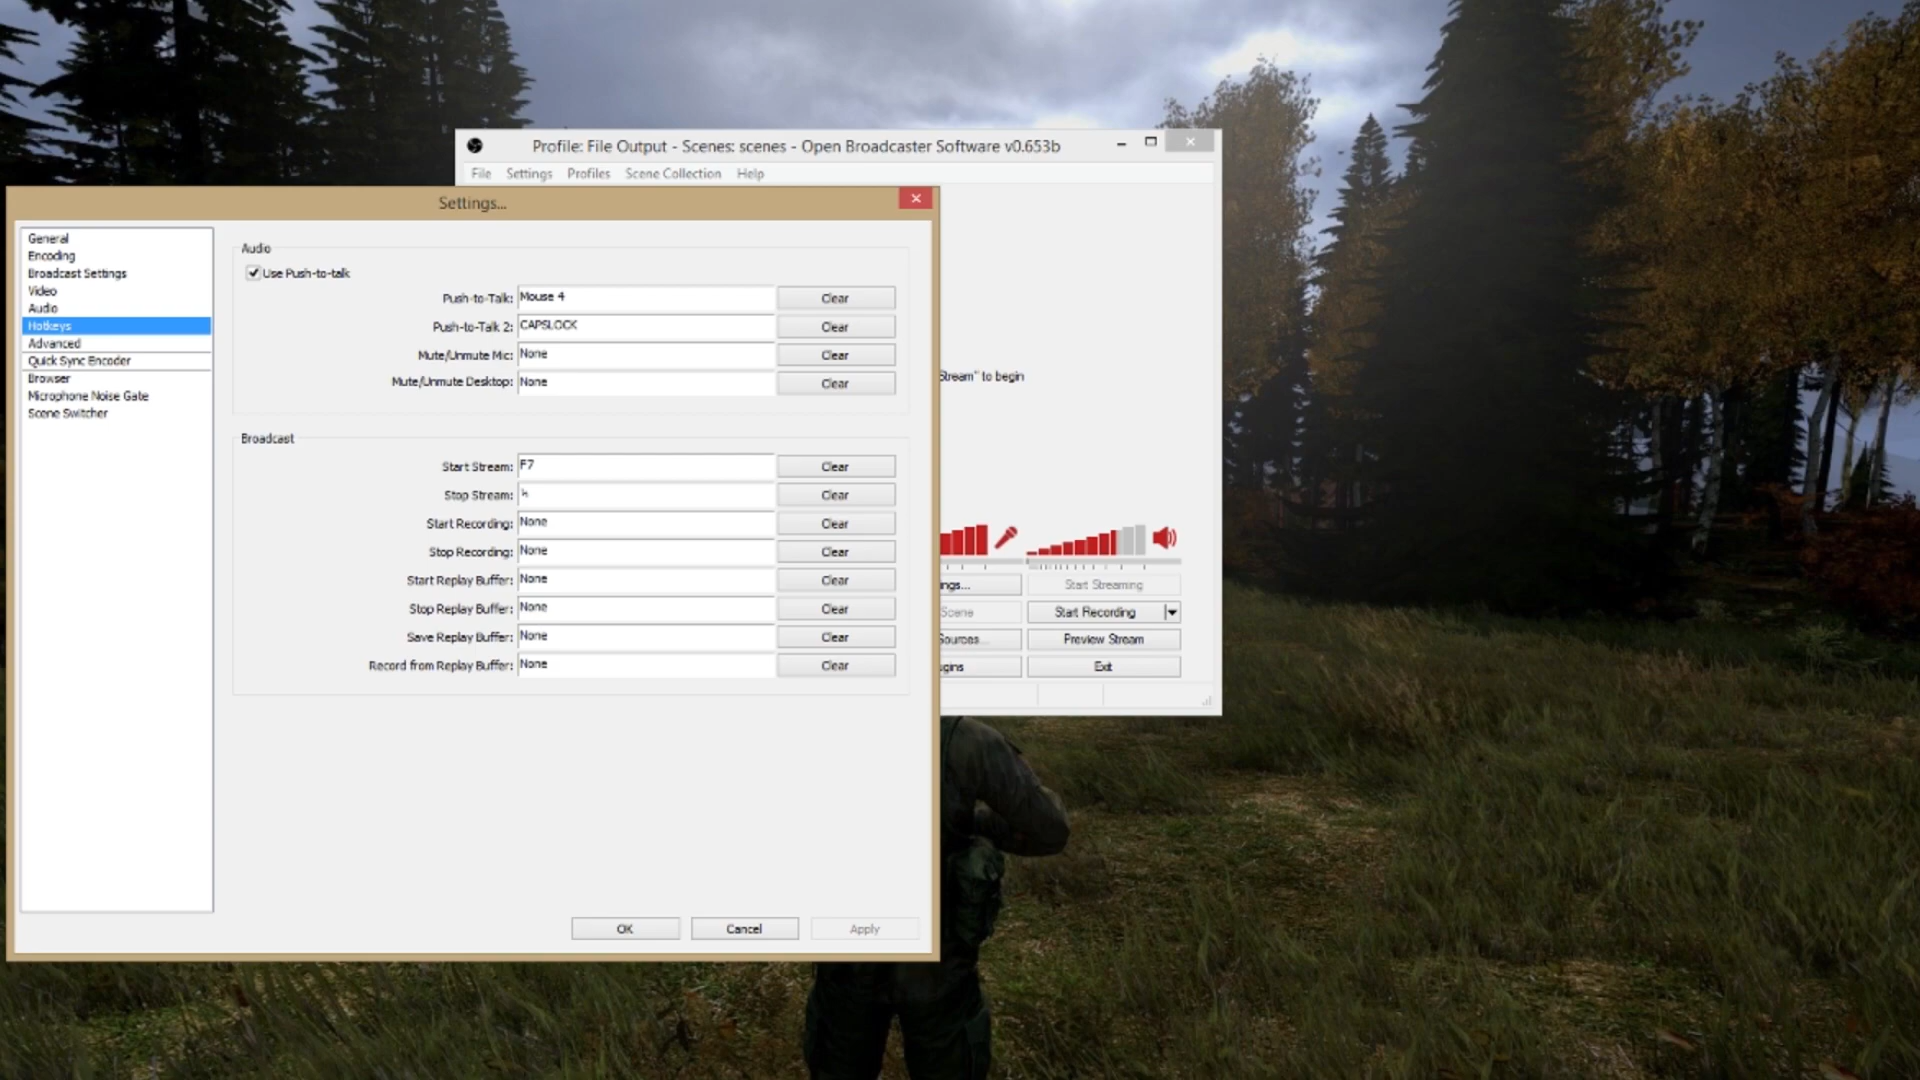 Profile: File Output - Scenes: scenes - Open Broadcaster Software v0.653b
File Settings Profiles Scene Collection Help
Settings...
General
Encoding
Broadcast Settings
Video
Audio
Hotkeys
Advanced
Quick Sync Encoder
Browser
Microphone Noise Gate
Scene Switcher
Audio
Use Push-to-talk
Push-to-Talk: Mouse 4 Clear
Push-to-Talk 2: CAPSLOCK Clear
Mute/Unmute Mic: None Clear
Mute/Unmute Desktop: None Clear
Broadcast
Start Stream: F7 Clear
Stop Stream: Clear
Start Recording: None Clear
Stop Recording: None Clear
Start Replay Buffer: None Clear
Stop Replay Buffer: None Clear
Save Replay Buffer: None Clear
Record from Replay Buffer: None Clear
OK Cancel Apply
Stream" to begin
ngs... Start Streaming
Scene Start Recording
Sources... Preview Stream
ugins Exit